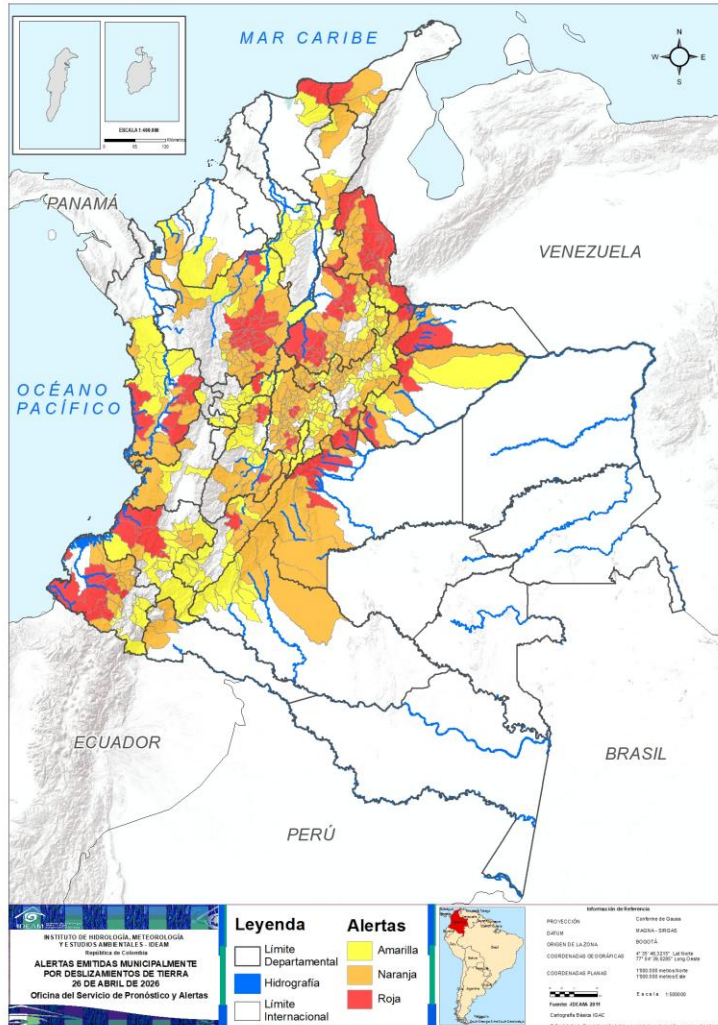 MAR CARIBE
N
W E
S
ESCALA 1:400.000
Kilómetros
PANAMÁ
VENEZUELA
OCÉANO
PACÍFICO
ECUADOR
BRASIL
PERÚ
IDEAM
INSTITUTO DE HIDROLOGÍA, METEOROLOGÍA
Y ESTUDIOS AMBIENTALES - IDEAM
República de Colombia
ALERTAS EMITIDAS MUNICIPALMENTE
POR DESLIZAMIENTOS DE TIERRA
26 DE ABRIL DE 2026
Oficina del Servicio de Pronóstico y Alertas
Leyenda
Límite
Departamental
Hidrografía
Límite
Internacional
Alertas
Amarilla
Naranja
Roja
Información de Referencia
PROYECCIÓN Conforme de Gauss
DATUM MAGNA - SIRGAS
ORIGEN DE LA ZONA BOGOTÁ
COORDENADAS GEOGRÁFICAS
COORDENADAS PLANAS
Cartografía Básica IGAC